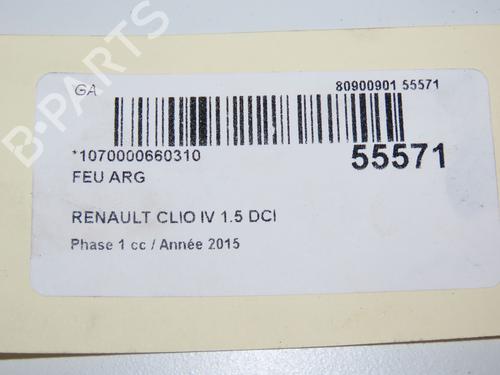 GA
80900901 55571
*1070000660310
55571
FEU ARG
RENAULT CLIO IV 1.5 DCI
Phase 1 cc / Année 2015
B-PARTS